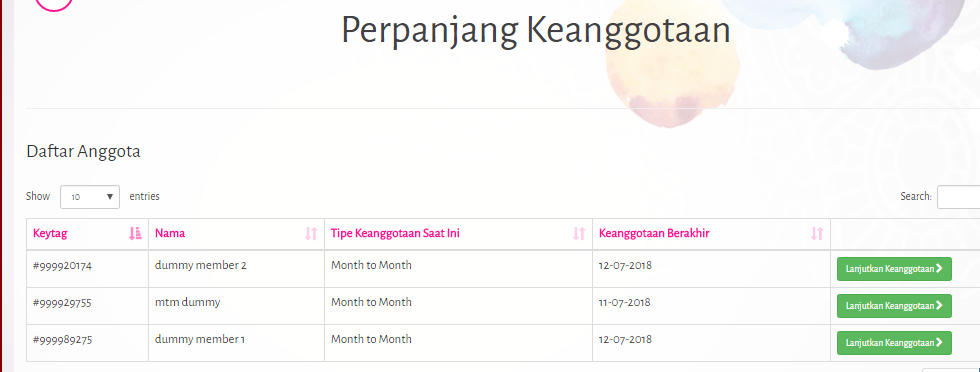 Perpanjang Keanggotaan
Daftar Anggota
Show 10 entries Search:
Keytag Nama Tipe Keanggotaan Saat Ini Keanggotaan Berakhir
#999920174 dummy member 2 Month to Month 12-07-2018 Lanjutkan Keanggotaan
#999929755 mtm dummy Month to Month 11-07-2018 Lanjutkan Keanggotaan
#999989275 dummy member 1 Month to Month 12-07-2018 Lanjutkan Keanggotaan